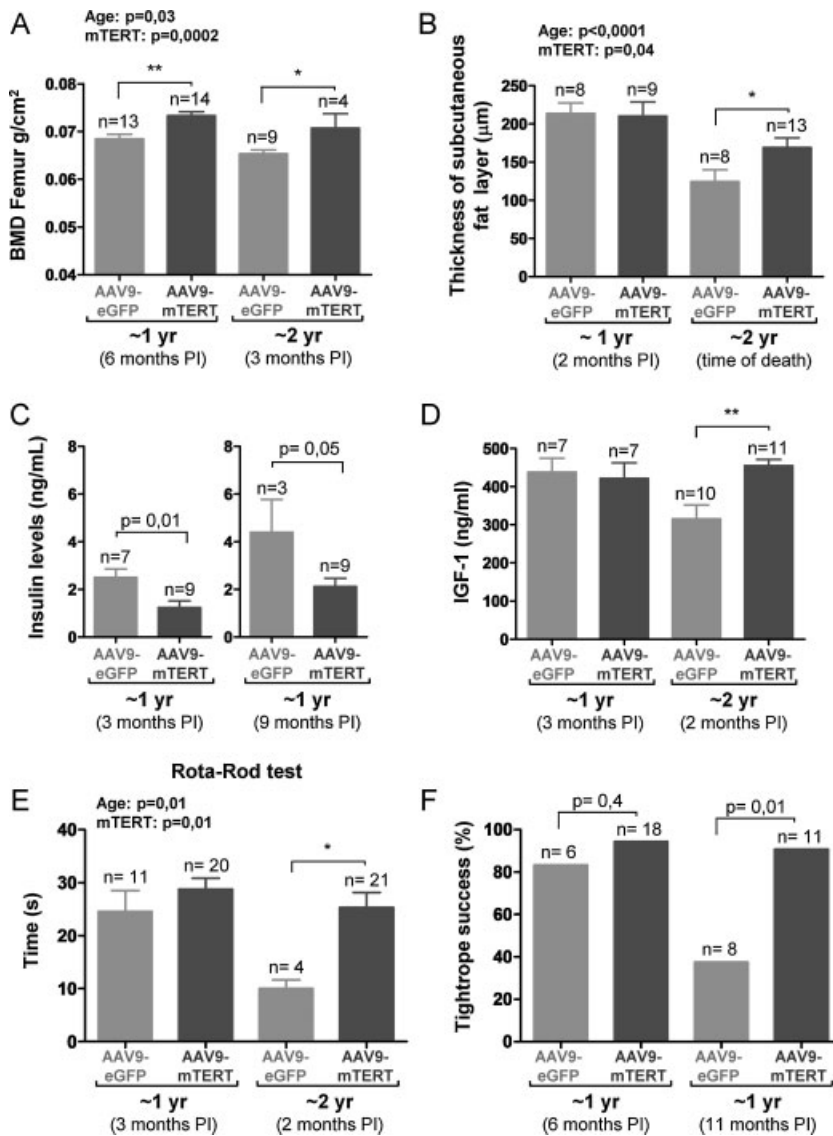 A
Age: p=0,03
mTERT: p=0,0002
BMD Femur g/cm²
0.08
0.07
0.06
0.05
0.04
**
*
n=13
n=14
n=9
n=4
AAV9-eGFP
AAV9-mTERT
AAV9-eGFP
AAV9-mTERT
~1 yr
(6 months PI)
~2 yr
(3 months PI)
B
Age: p<0,0001
mTERT: p=0,04
Thickness of subcutaneous
fat layer (μm)
250
200
150
100
50
0
n=8
n=9
*
n=8
n=13
AAV9-eGFP
AAV9-mTERT
AAV9-eGFP
AAV9-mTERT
~ 1 yr
(2 months PI)
~2 yr
(time of death)
C
Insulin levels (ng/mL)
8
6
4
2
0
p= 0,01
n=7
n=9
AAV9-eGFP
AAV9-mTERT
~1 yr
(3 months PI)
8
6
4
2
0
p= 0,05
n=3
n=9
AAV9-eGFP
AAV9-mTERT
~1 yr
(9 months PI)
D
IGF-1 (ng/ml)
500
400
300
200
100
0
n=7
n=7
**
n=10
n=11
AAV9-eGFP
AAV9-mTERT
AAV9-eGFP
AAV9-mTERT
~1 yr
(3 months PI)
~2 yr
(2 months PI)
Rota-Rod test
E
Age: p=0,01
mTERT: p=0,01
Time (s)
40
30
20
10
0
n= 11
n= 20
*
n= 4
n= 21
AAV9-eGFP
AAV9-mTERT
AAV9-eGFP
AAV9-mTERT
~1 yr
(3 months PI)
~2 yr
(2 months PI)
F
Tightrope success (%)
100
80
60
40
20
0
p= 0,4
n= 6
n= 18
p= 0,01
n= 8
n= 11
AAV9-eGFP
AAV9-mTERT
AAV9-eGFP
AAV9-mTERT
~1 yr
(6 months PI)
~1 yr
(11 months PI)